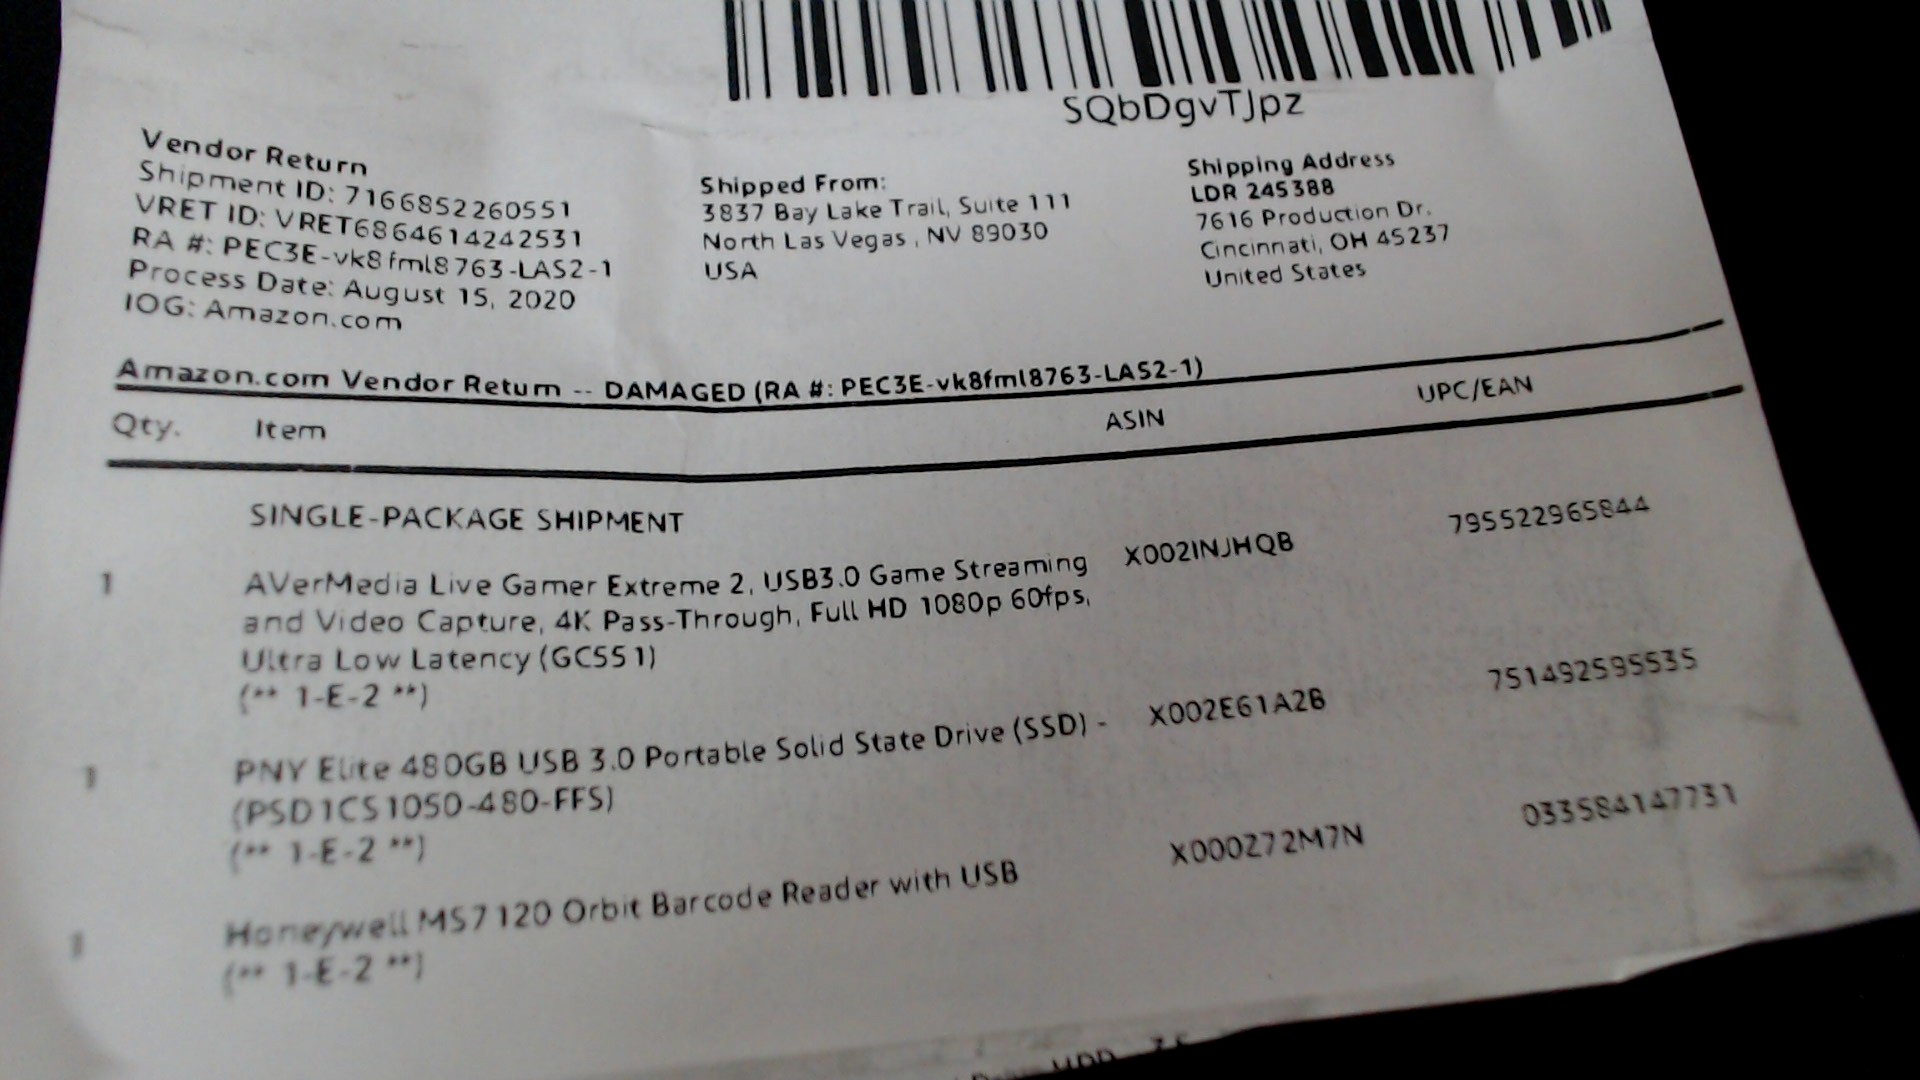 SQbDgvTJpz
Vendor Return
Shipment ID: 7166852260551
VRET ID: VRET6864614242531
RA #: PEC3E-vk8fml8763-LAS2-1
Process Date: August 15, 2020
IOG: Amazon.com
Shipped From:
3837 Bay Lake Trail, Suite 111
North Las Vegas , NV 89030
USA
Shipping Address
LDR 245388
7616 Production Dr.
Cincinnati, OH 45237
United States
Amazon.com Vendor Return -- DAMAGED (RA #: PEC3E-vk8fml8763-LAS2-1)
Qty. Item ASIN UPC/EAN
SINGLE-PACKAGE SHIPMENT
1 AVerMedia Live Gamer Extreme 2, USB3.0 Game Streaming X002INJHQB 795522965844
and Video Capture, 4K Pass-Through, Full HD 1080p 60fps,
Ultra Low Latency (GC551)
(** 1-E-2 **)
1 PNY Elite 480GB USB 3.0 Portable Solid State Drive (SSD) - X002E61A2B 751492595535
(PSD1CS1050-480-FFS)
(** 1-E-2 **)
1 Honeywell MS7120 Orbit Barcode Reader with USB X000Z72M7N 033584147731
(** 1-E-2 **)